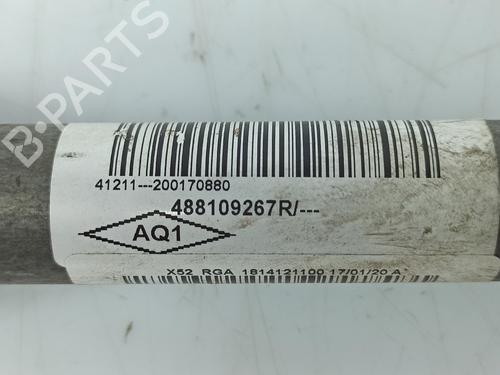 B-PARTS
41211---200170880
488109267R/---
AQ1
X52 RGA 1814121100 17/01/20 A